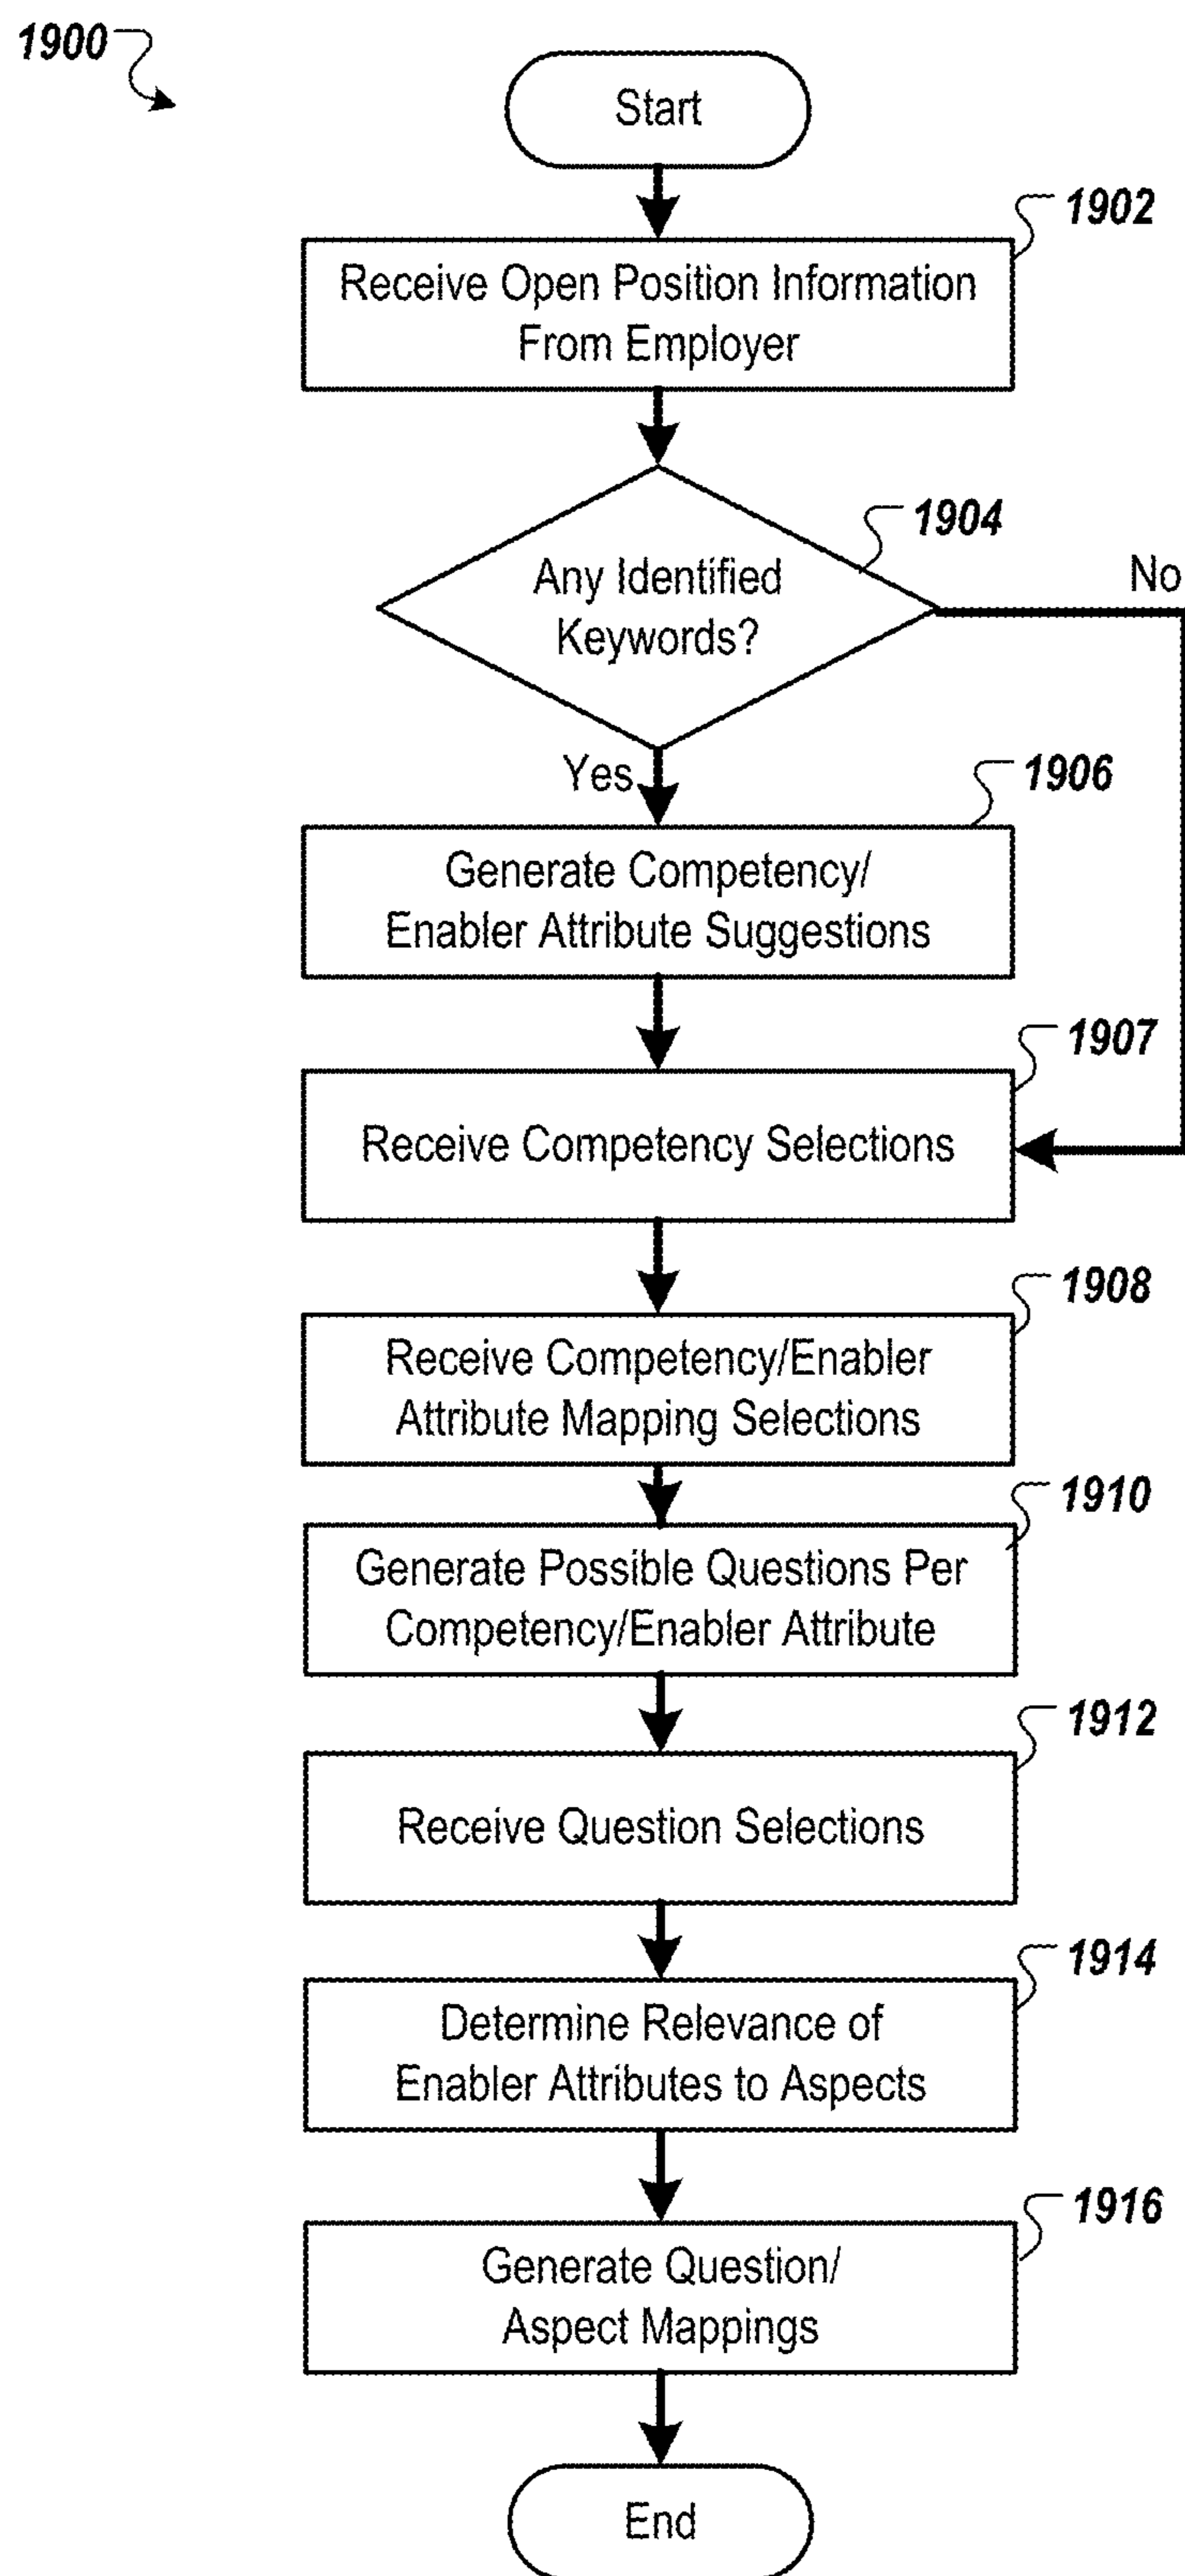 1900
Start
1902
Receive Open Position Information
From Employer
1904
Any Identified
Keywords?
No
Yes
1906
Generate Competency/
Enabler Attribute Suggestions
1907
Receive Competency Selections
1908
Receive Competency/Enabler
Attribute Mapping Selections
1910
Generate Possible Questions Per
Competency/Enabler Attribute
1912
Receive Question Selections
1914
Determine Relevance of
Enabler Attributes to Aspects
1916
Generate Question/
Aspect Mappings
End